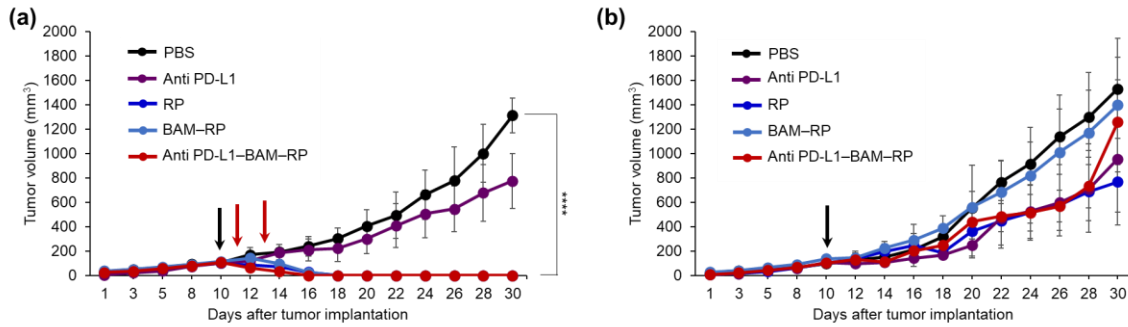 (a)
2000
1800
1600
1400
1200
1000
800
600
400
200
0
Tumor volume (mm³)
PBS
Anti PD-L1
RP
BAM–RP
Anti PD-L1–BAM–RP
****
1 3 5 8 10 12 14 16 18 20 22 24 26 28 30
Days after tumor implantation
(b)
2000
1800
1600
1400
1200
1000
800
600
400
200
0
Tumor volume (mm³)
PBS
Anti PD-L1
RP
BAM–RP
Anti PD-L1–BAM–RP
1 3 5 8 10 12 14 16 18 20 22 24 26 28 30
Days after tumor implantation